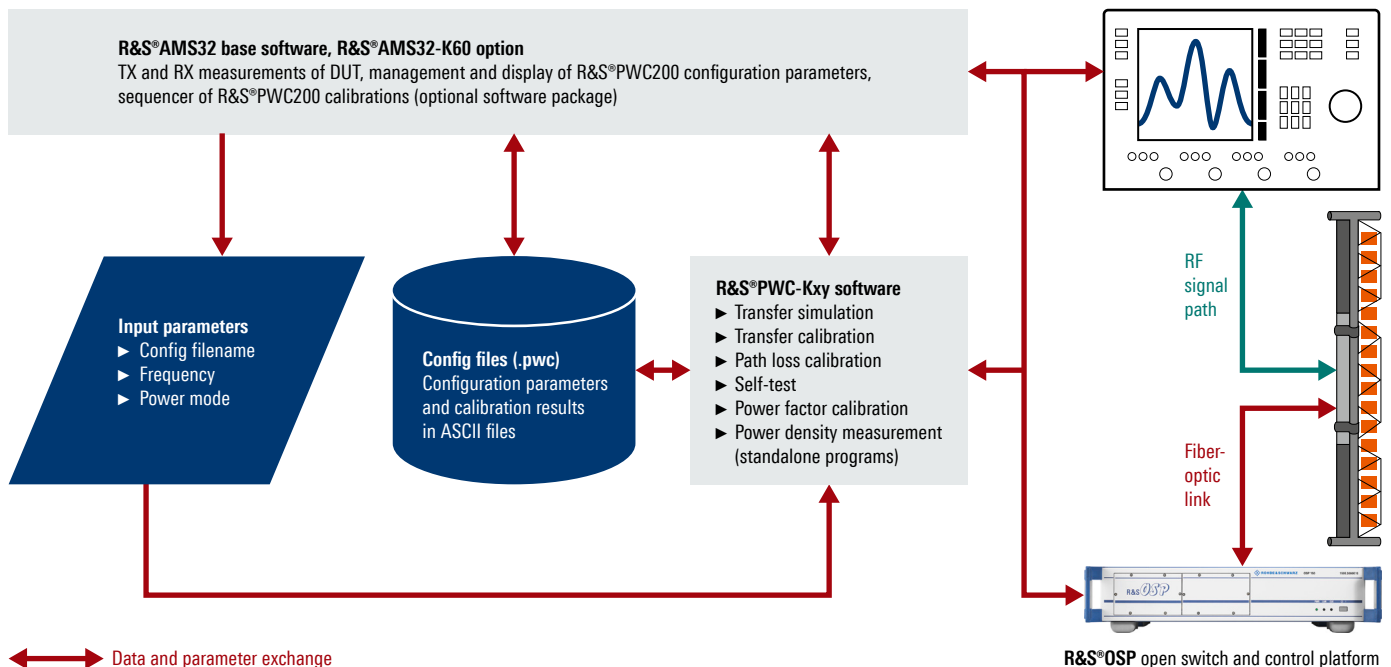 R&S®AMS32 base software, R&S®AMS32-K60 option
TX and RX measurements of DUT, management and display of R&S®PWC200 configuration parameters,
sequencer of R&S®PWC200 calibrations (optional software package)
Input parameters
► Config filename
► Frequency
► Power mode
Config files (.pwc)
Configuration parameters
and calibration results
in ASCII files
R&S®PWC-Kxy software
► Transfer simulation
► Transfer calibration
► Path loss calibration
► Self-test
► Power factor calibration
► Power density measurement
(standalone programs)
RF
signal
path
Fiber-
optic
link
ROHDE&SCHWARZ
R&S OSP
Data and parameter exchange
R&S®OSP open switch and control platform